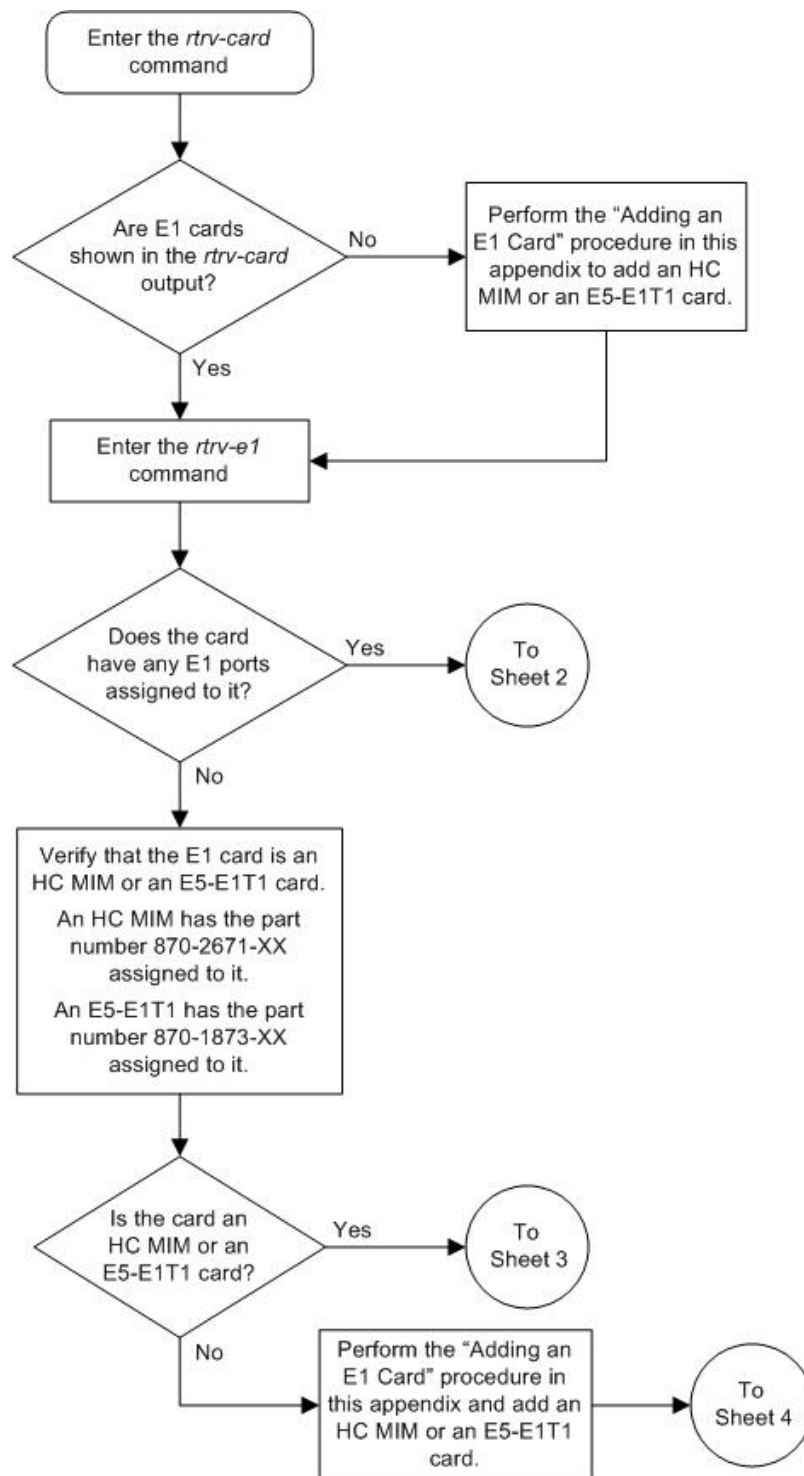 Enter the rtrv-card
command
Are E1 cards
shown in the rtrv-card
output?
No
Perform the “Adding an
E1 Card" procedure in this
appendix to add an HC
MIM or an E5-E1T1 card.
Yes
Enter the rtrv-e1
command
Does the card
have any E1 ports
assigned to it?
Yes
To
Sheet 2
No
Verify that the E1 card is an
HC MIM or an E5-E1T1 card.
An HC MIM has the part
number 870-2671-XX
assigned to it.
An E5-E1T1 has the part
number 870-1873-XX
assigned to it.
Is the card an
HC MIM or an
E5-E1T1 card?
Yes
To
Sheet 3
No
Perform the “Adding an
E1 Card” procedure in
this appendix and add an
HC MIM or an E5-E1T1
card.
To
Sheet 4